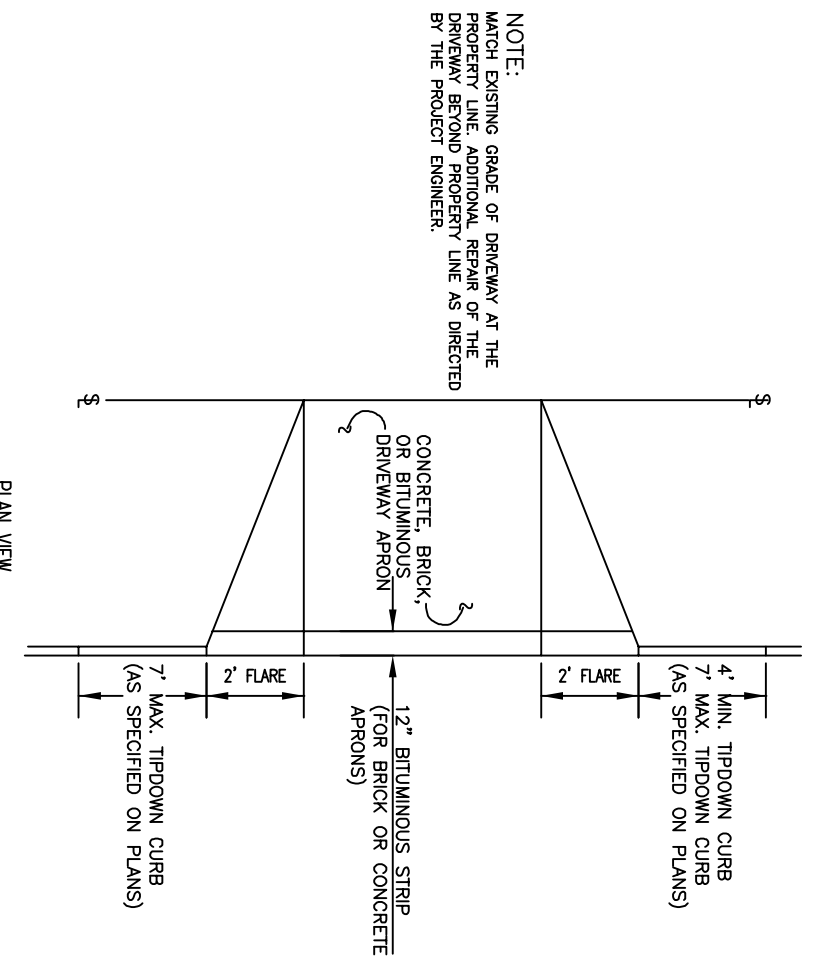 NOTE:
MATCH EXISTING GRADE OF DRIVEWAY AT THE
PROPERTY LINE. ADDITIONAL REPAIR OF THE
DRIVEWAY BEYOND PROPERTY LINE AS DIRECTED
BY THE PROJECT ENGINEER.
CONCRETE, BRICK,
OR BITUMINOUS
DRIVEWAY APRON
2' FLARE
2' FLARE
4' MIN. TIPDOWN CURB
7' MAX. TIPDOWN CURB
(AS SPECIFIED ON PLANS)
7' MAX. TIPDOWN CURB
(AS SPECIFIED ON PLANS)
12" BITUMINOUS STRIP
(FOR BRICK OR CONCRETE
APRONS)
PLAN VIEW